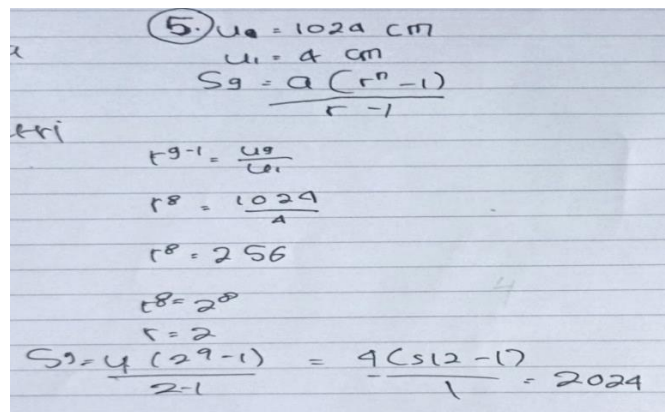 5. U9 = 1024 cm
U1 = 4 cm
S9 = a (r^n - 1) / r - 1
tri
r^9-1 = U9 / U1
r^8 = 1024 / 4
r^8 = 256
r^8 = 2^8
r = 2
S9 = 4 (2^9 - 1) / 2-1 = 4 (512 - 1) / 1 = 2024